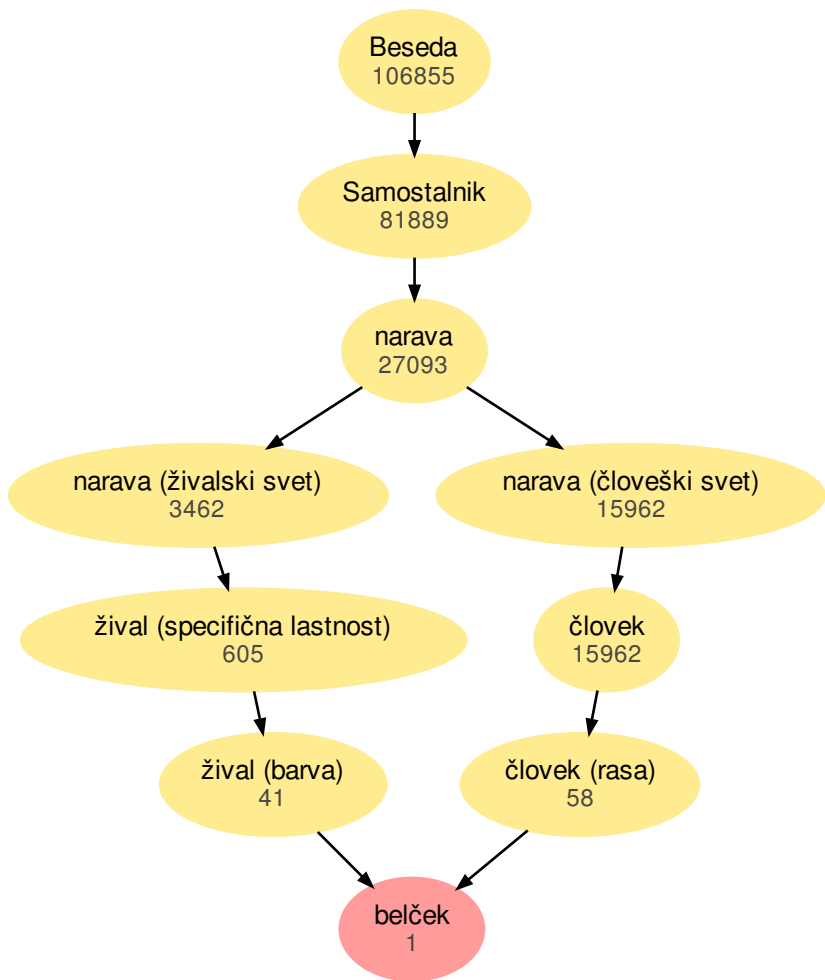 Beseda
106855
Samostalnik
81889
narava
27093
narava (živalski svet)
3462
narava (človeški svet)
15962
žival (specifična lastnost)
605
človek
15962
žival (barva)
41
človek (rasa)
58
belček
1